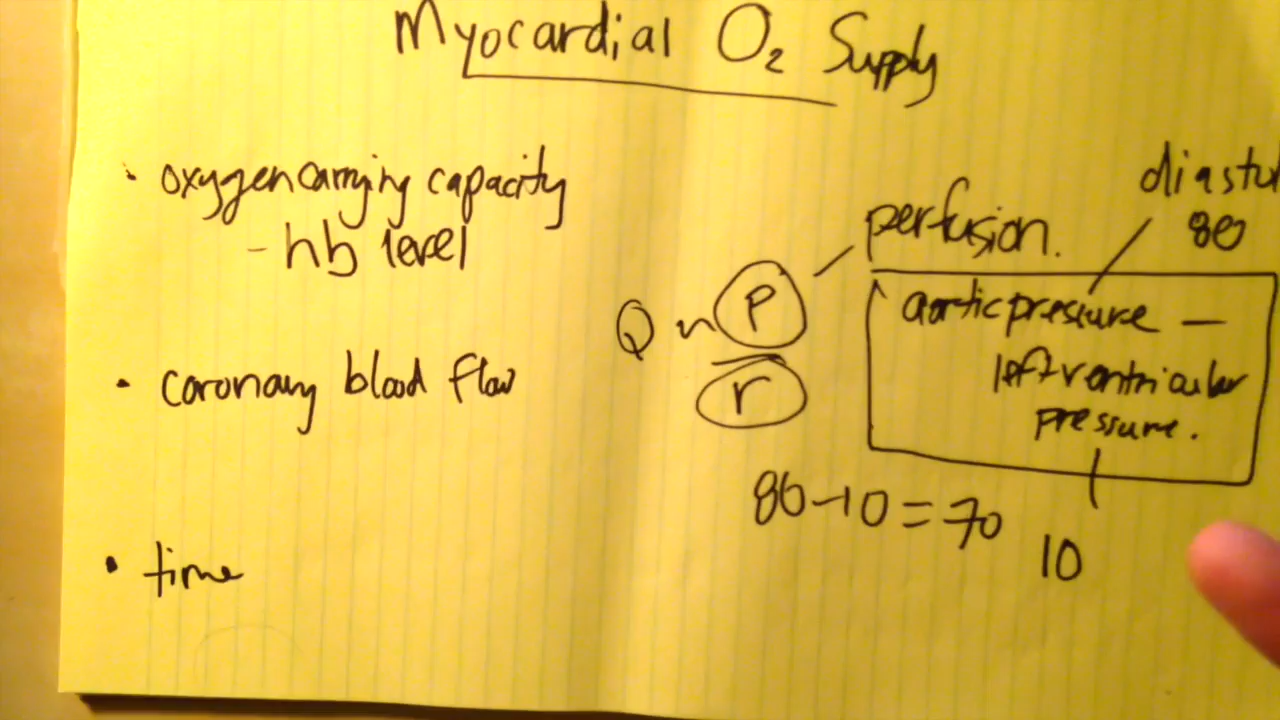 Myocardial O2 Supply
• oxygen carrying capacity
- hb level
• coronary blood flow
• time
Q ~ P
r
perfusion.
diastol
80
aortic pressure –
left ventricular
pressure.
10
80-10=70